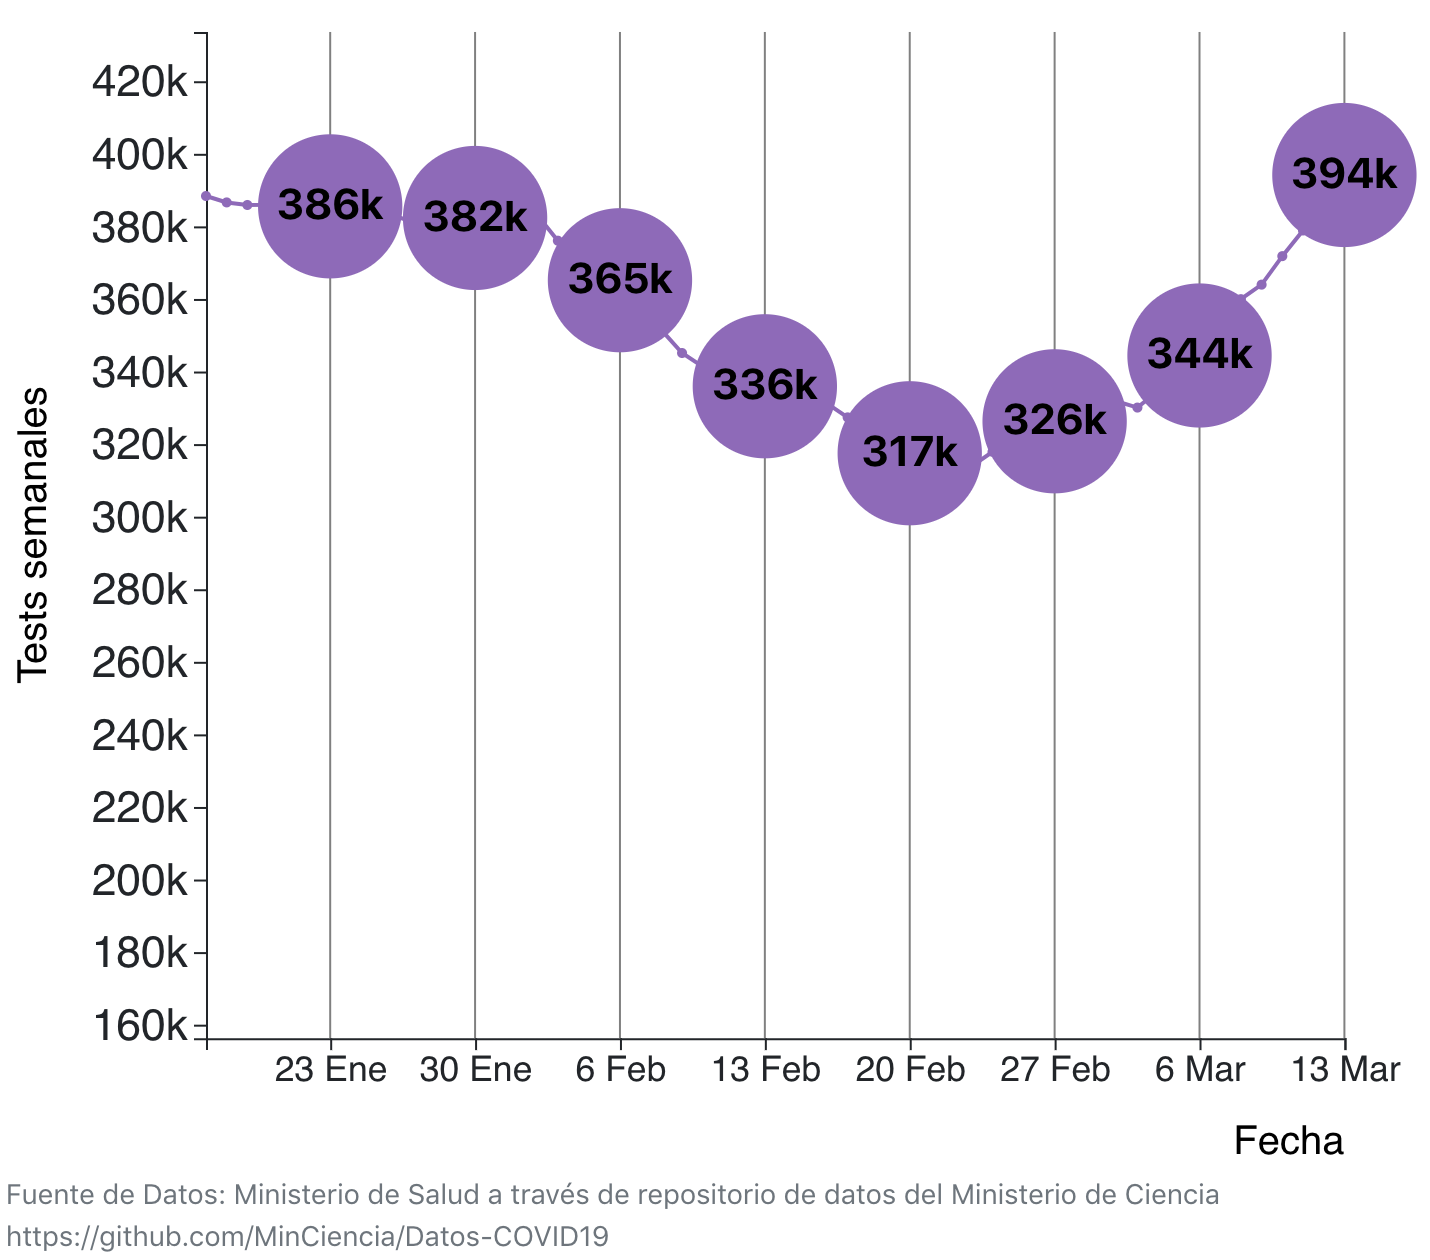 420k
400k
380k
360k
340k
320k
300k
280k
260k
240k
220k
200k
180k
160k
Tests semanales
386k
382k
365k
336k
317k
326k
344k
394k
23 Ene
30 Ene
6 Feb
13 Feb
20 Feb
27 Feb
6 Mar
13 Mar
Fecha
Fuente de Datos: Ministerio de Salud a través de repositorio de datos del Ministerio de Ciencia
https://github.com/MinCiencia/Datos-COVID19